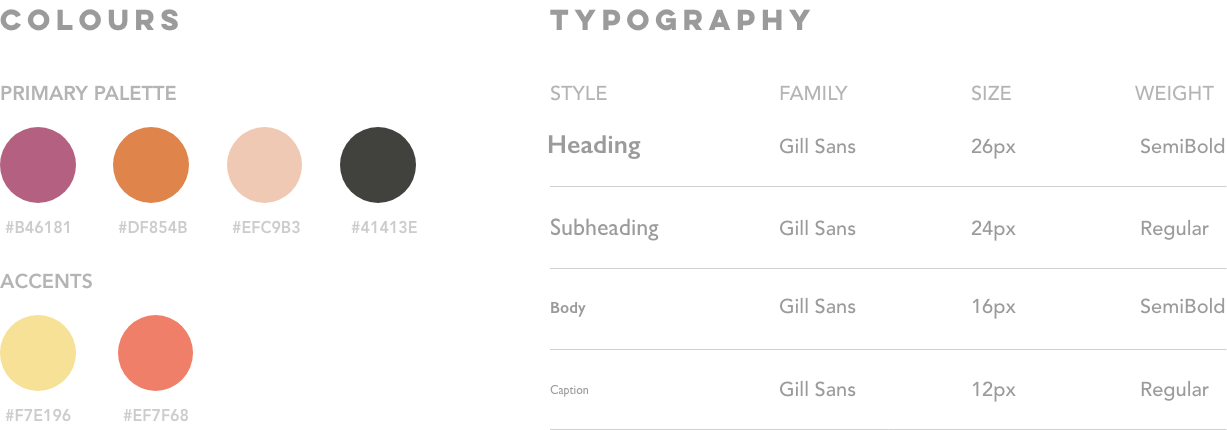 COLOURS
PRIMARY PALETTE
#B46181 #DF854B #EFC9B3 #41413E
ACCENTS
#F7E196 #EF7F68
TYPOGRAPHY
STYLE FAMILY SIZE WEIGHT
Heading Gill Sans 26px SemiBold
Subheading Gill Sans 24px Regular
Body Gill Sans 16px SemiBold
Caption Gill Sans 12px Regular